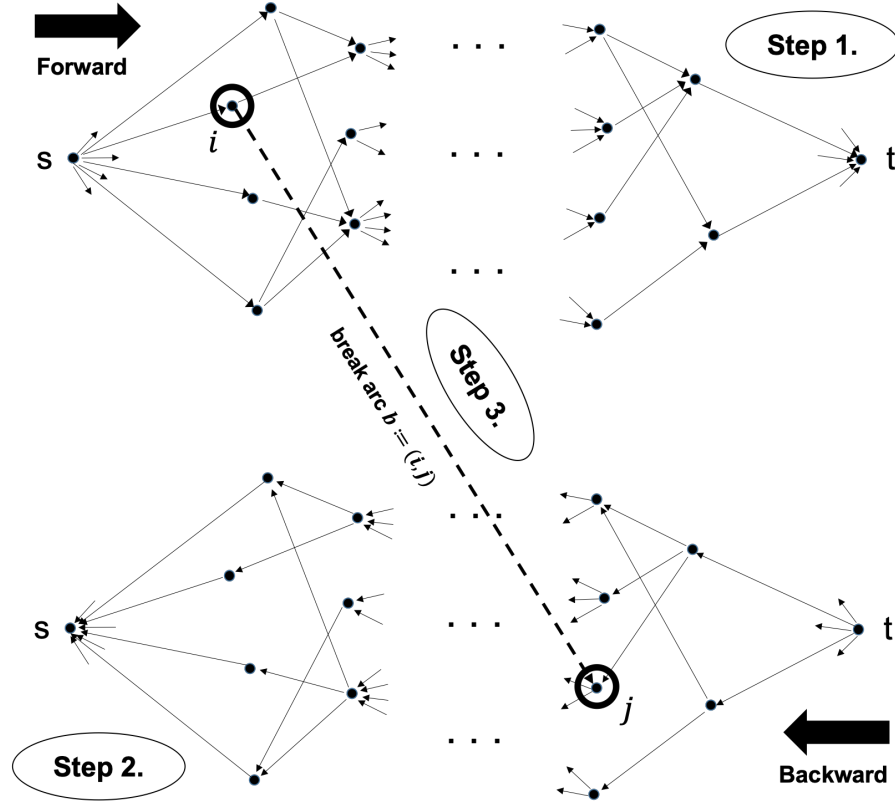 Forward
Step 1.
i
S
t
. . .
. . .
. . .
break arc b := (i,j)
Step 3.
. . .
S
. . .
t
j
. . .
Step 2.
Backward